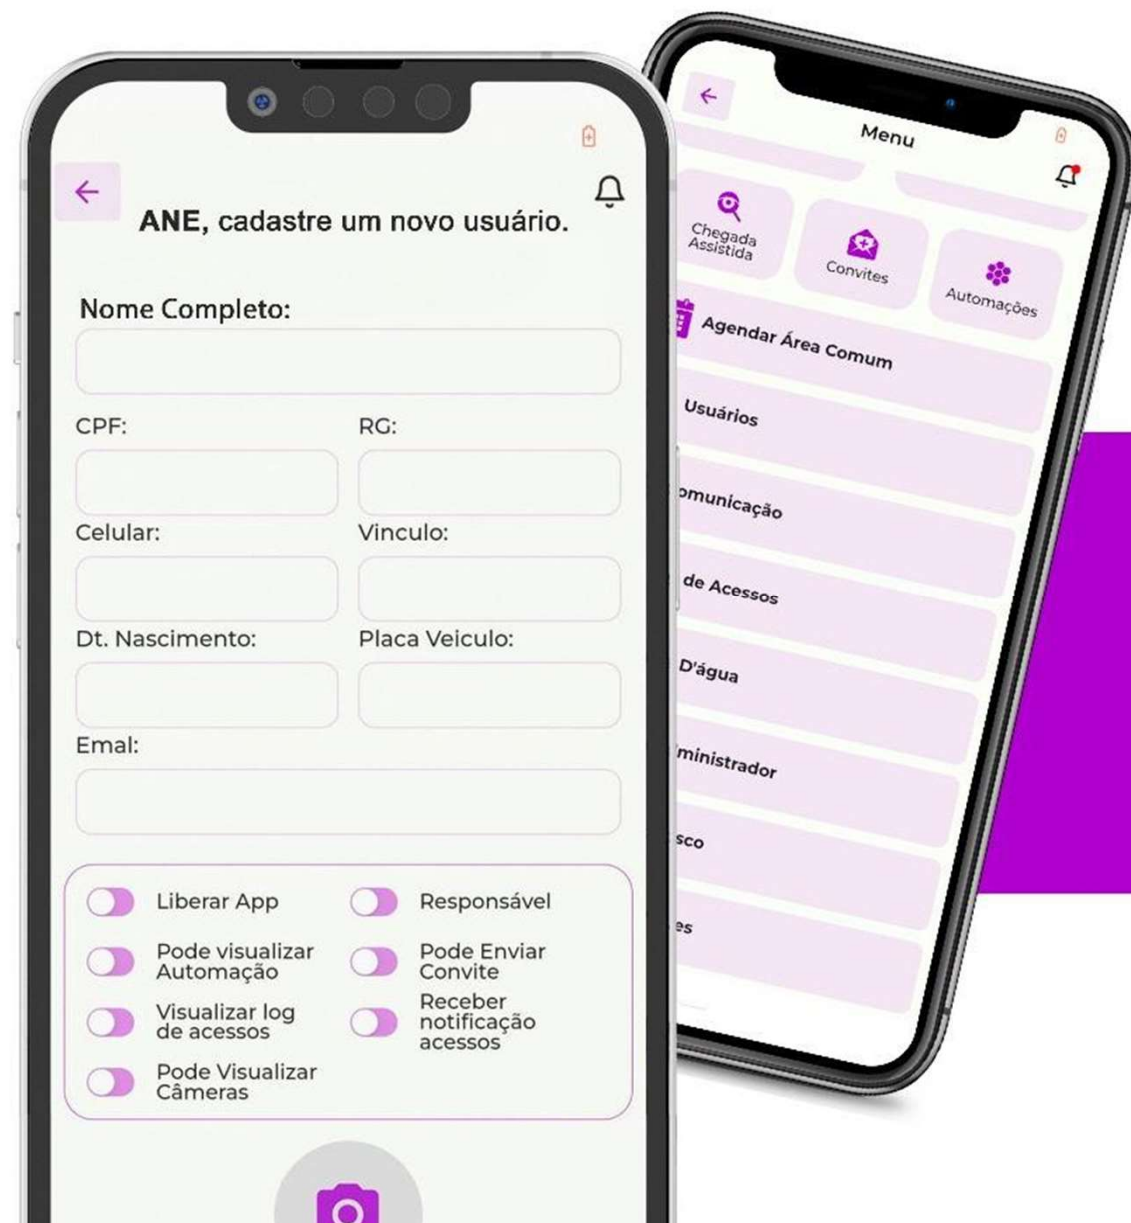 ANE, cadastre um novo usuário.
Nome Completo:
CPF:
RG:
Celular:
Vinculo:
Dt. Nascimento:
Placa Veiculo:
Emal:
Liberar App
Responsável
Pode visualizar
Automação
Pode Enviar
Convite
Visualizar log
de acessos
Receber
notificação
acessos
Pode Visualizar
Câmeras
Menu
Chegada
Assistida
Convites
Automações
Agendar Área Comum
Usuários
omunicação
de Acessos
D'água
ministrador
sco
es